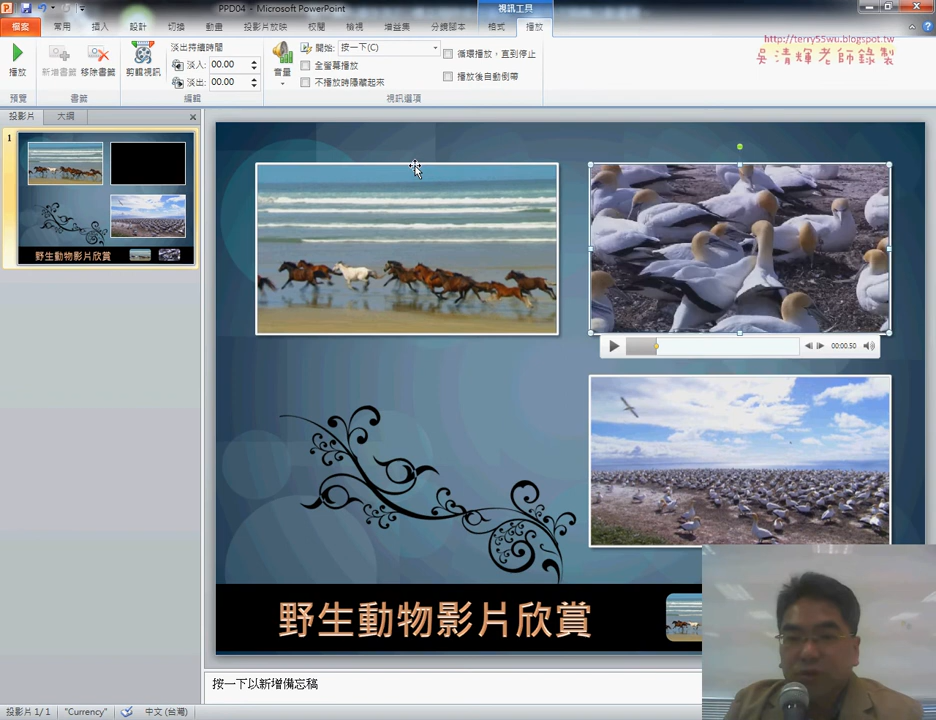 PPD04 - Microsoft PowerPoint
視訊工具
檔案 常用 插入 設計 切換 動畫 投影片放映 校閱 檢視 增益集 分鏡腳本 格式 播放
http://terry55wu.blogspot.tw
吳清輝老師錄製
播放
新增書籤
移除書籤
剪輯視訊
淡出持續時間
淡入: 00.00
淡出: 00.00
音量
開始: 按一下(C)
全螢幕播放
不播放時隱藏起來
循環播放，直到停止
播放後自動倒帶
預覽 書籤 編輯 視訊選項
投影片 大綱
1
野生動物影片欣賞
00:00.50
野生動物影片欣賞
按一下以新增備忘稿
投影片 1/1 "Currency" 中文 (台灣)